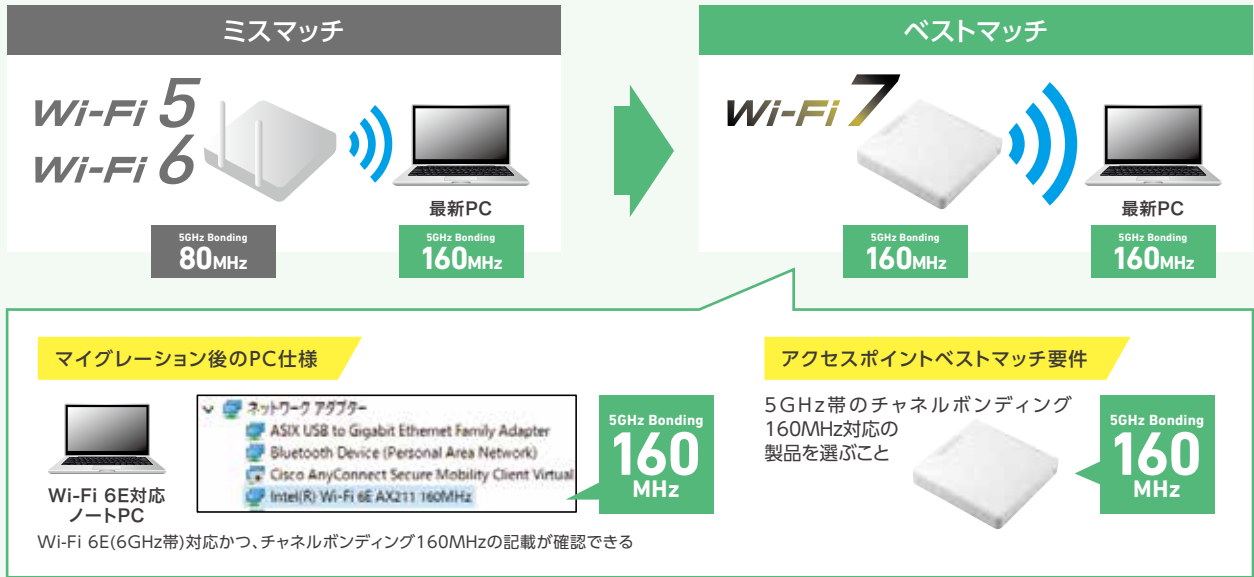 ミスマッチ
Wi-Fi 5
Wi-Fi 6
最新PC
5GHz Bonding
80MHz
5GHz Bonding
160MHz
ベストマッチ
Wi-Fi 7
最新PC
5GHz Bonding
160MHz
5GHz Bonding
160MHz
マイグレーション後のPC仕様
Wi-Fi 6E対応
ノートPC
ネットワーク アダプター
ASIX USB to Gigabit Ethernet Family Adapter
Bluetooth Device (Personal Area Network)
Cisco AnyConnect Secure Mobility Client Virtual
Intel(R) Wi-Fi 6E AX211 160MHz
5GHz Bonding
160
MHz
Wi-Fi 6E(6GHz帯)対応かつ、チャネルボンディング160MHzの記載が確認できる
アクセスポイントベストマッチ要件
5GHz帯のチャネルボンディング
160MHz対応の
製品を選ぶこと
5GHz Bonding
160
MHz